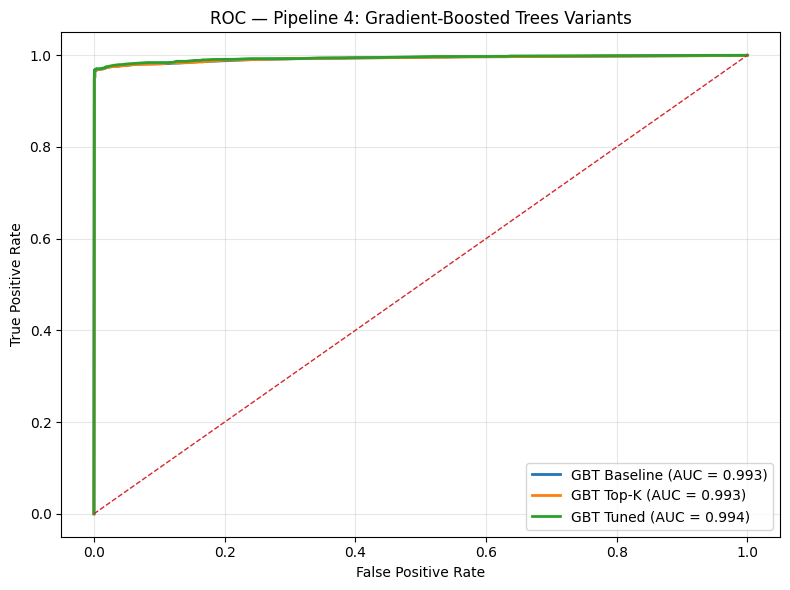 ROC — Pipeline 4: Gradient-Boosted Trees Variants
True Positive Rate
1.0
0.8
0.6
0.4
0.2
0.0
GBT Baseline (AUC = 0.993)
GBT Top-K (AUC = 0.993)
GBT Tuned (AUC = 0.994)
0.0 0.2 0.4 0.6 0.8 1.0
False Positive Rate